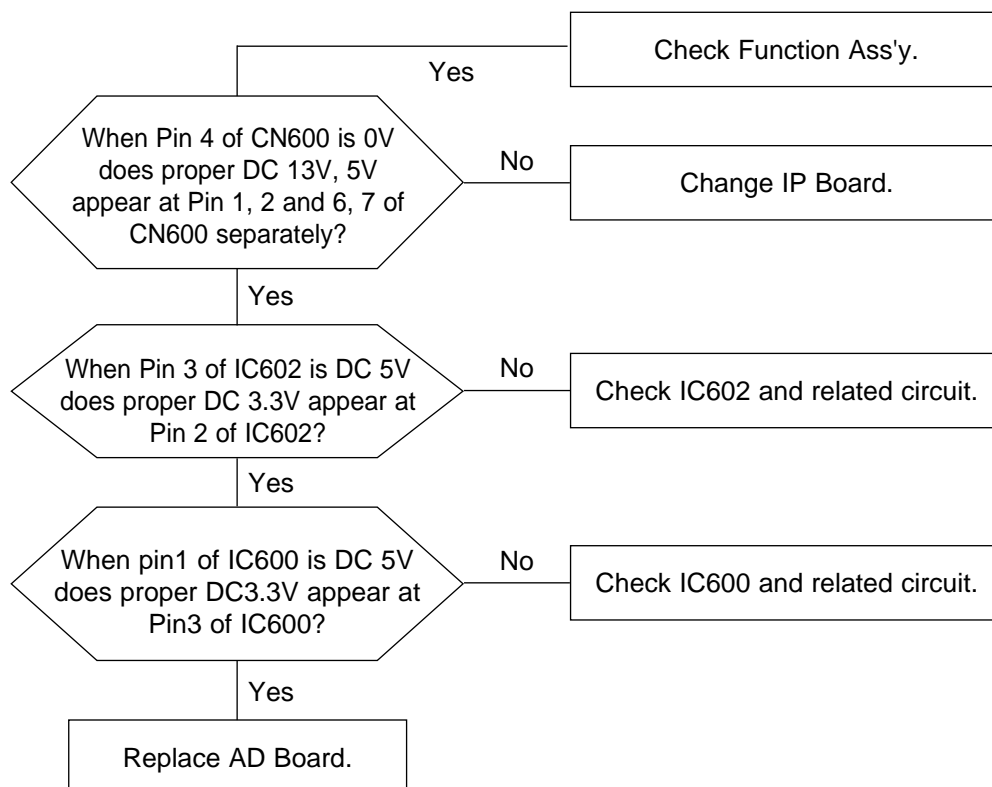 Check Function Ass'y.
Yes
When Pin 4 of CN600 is 0V
does proper DC 13V, 5V
appear at Pin 1, 2 and 6, 7 of
CN600 separately?
No
Change IP Board.
Yes
When Pin 3 of IC602 is DC 5V
does proper DC 3.3V appear at
Pin 2 of IC602?
No
Check IC602 and related circuit.
Yes
When pin1 of IC600 is DC 5V
does proper DC3.3V appear at
Pin3 of IC600?
No
Check IC600 and related circuit.
Yes
Replace AD Board.